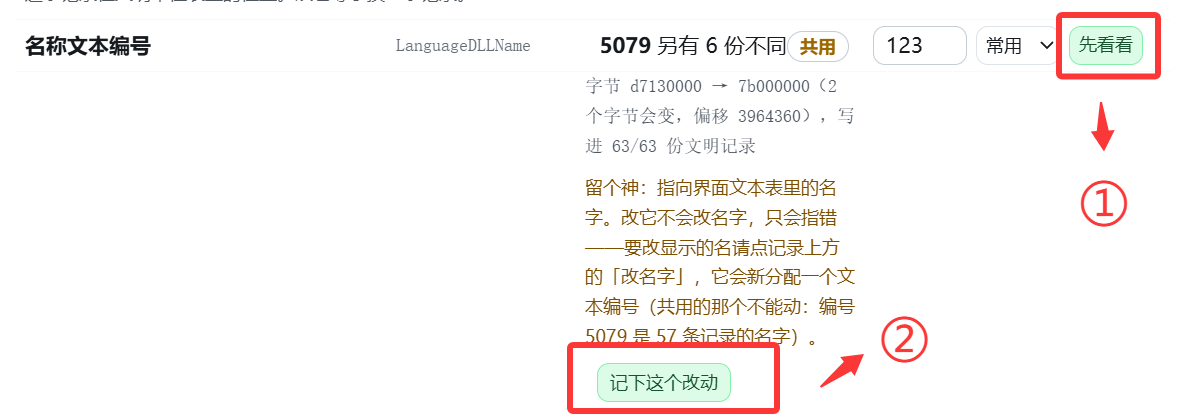 名称文本编号 LanguageDLLName 5079 另有 6 份不同 共用 123 常用 先看看
字节 d7130000 → 7b000000（2
个字节会变，偏移 3964360），写
进 63/63 份文明记录
①
留个神：指向界面文本表里的名
字。改它不会改名字，只会指错
——要改显示的名请点记录上方
的「改名字」，它会新分配一个文
本编号（共用的那个不能动：编号
5079 是 57 条记录的名字）。
②
记下这个改动